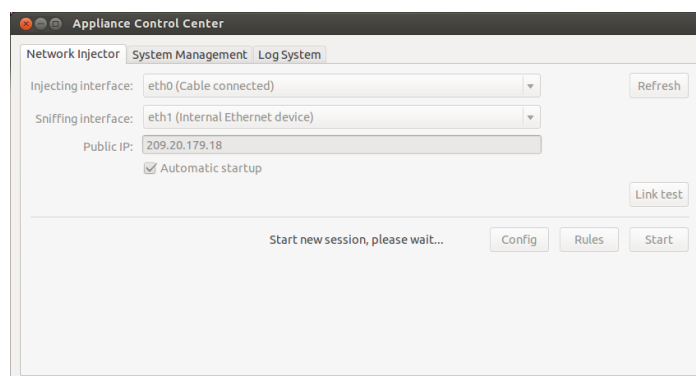 Appliance Control Center
Network Injector System Management Log System
Injecting interface: eth0 (Cable connected) Refresh
Sniffing interface: eth1 (Internal Ethernet device)
Public IP: 209.20.179.18
Automatic startup
Link test
Start new session, please wait... Config Rules Start